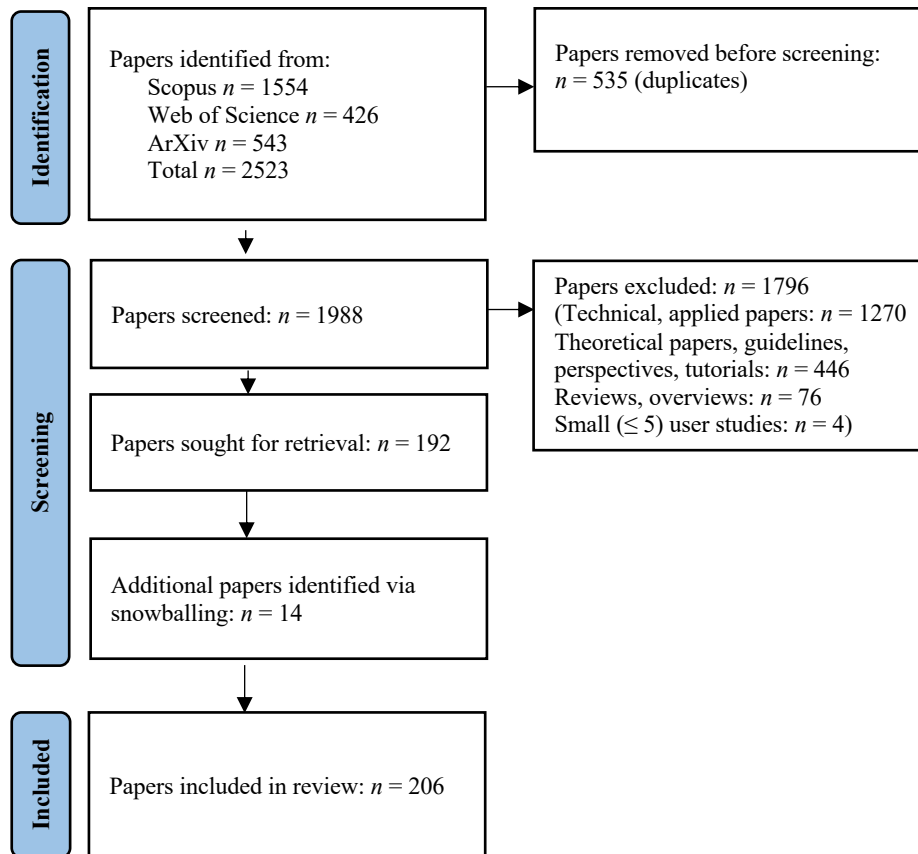 Identification
Papers identified from:
Scopus n = 1554
Web of Science n = 426
ArXiv n = 543
Total n = 2523
Papers removed before screening:
n = 535 (duplicates)
Screening
Papers screened: n = 1988
Papers excluded: n = 1796
(Technical, applied papers: n = 1270
Theoretical papers, guidelines,
perspectives, tutorials: n = 446
Reviews, overviews: n = 76
Small (≤ 5) user studies: n = 4)
Papers sought for retrieval: n = 192
Additional papers identified via
snowballing: n = 14
Included
Papers included in review: n = 206